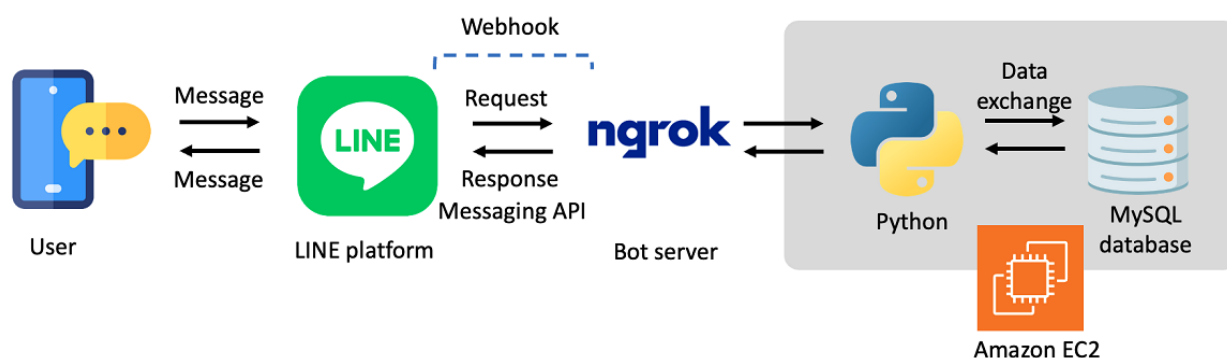 Webhook
Message
Message
User
LINE
LINE platform
Request
Response
Messaging API
ngrok
Bot server
Python
Data
exchange
MySQL
database
Amazon EC2